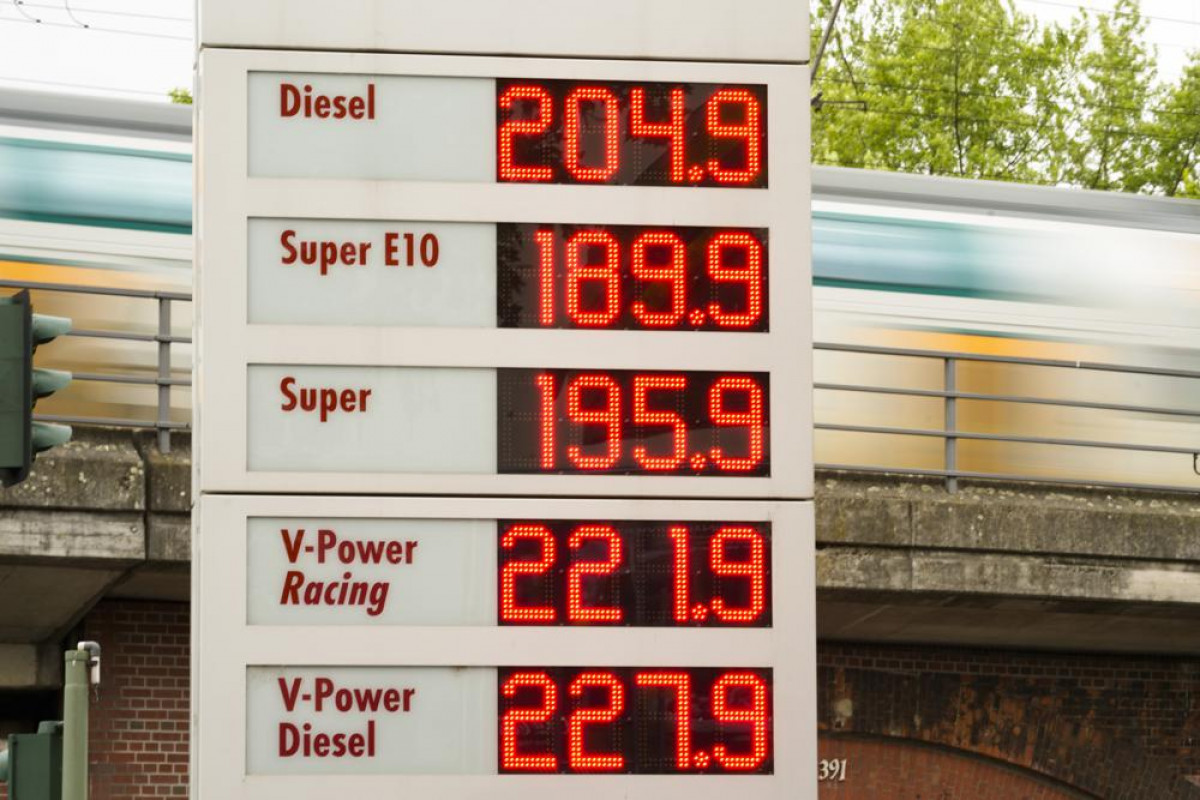 Diesel 204.9
Super E10 189.9
Super 195.9
V-Power 221.9
Racing
V-Power 227.9
Diesel
391